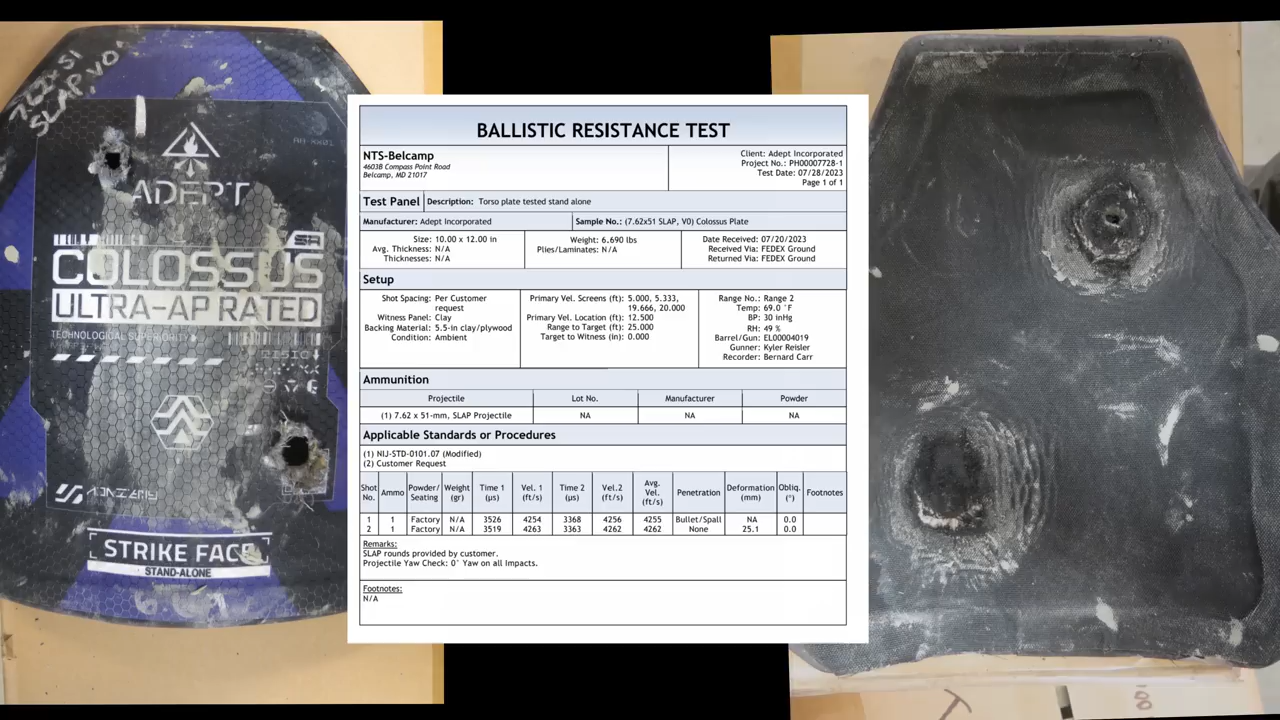 7.62x51
SLAP, V0
ADEPT
SA
COLOSSUS
ULTRA-AP RATED
TECHNOLOGICAL SUPERIORITY
STRIKE FACE
STAND-ALONE
BALLISTIC RESISTANCE TEST
NTS-Belcamp
4603B Compass Point Road
Belcamp, MD 21017
Client: Adept Incorporated
Project No.: PH00007728-1
Test Date: 07/28/2023
Page 1 of 1
Test Panel Description: Torso plate tested stand alone
Manufacturer: Adept Incorporated Sample No.: (7.62x51 SLAP, V0) Colossus Plate
Size: 10.00 x 12.00 in
Avg. Thickness: N/A
Thicknesses: N/A
Weight: 6.690 lbs
Plies/Laminates: N/A
Date Received: 07/20/2023
Received Via: FEDEX Ground
Returned Via: FEDEX Ground
Setup
Shot Spacing: Per Customer
request
Witness Panel: Clay
Backing Material: 5.5-in clay/plywood
Condition: Ambient
Primary Vel. Screens (ft): 5.000, 5.333,
19.666, 20.000
Primary Vel. Location (ft): 12.500
Range to Target (ft): 25.000
Target to Witness (in): 0.000
Range No.: Range 2
Temp: 69.0 °F
BP: 30 inHg
RH: 49 %
Barrel/Gun: EL00004019
Gunner: Kyler Reisler
Recorder: Bernard Carr
Ammunition
Projectile Lot No. Manufacturer Powder
(1) 7.62 x 51-mm, SLAP Projectile NA NA NA
Applicable Standards or Procedures
(1) NIJ-STD-0101.07 (Modified)
(2) Customer Request
Shot No. Ammo Powder/ Seating Weight (gr) Time 1 (µs) Vel. 1 (ft/s) Time 2 (µs) Vel.2 (ft/s) Avg. Vel. (ft/s) Penetration Deformation (mm) Obliq. (°) Footnotes
1 1 Factory N/A 3526 4254 3368 4256 4255 Bullet/Spall NA 0.0
2 1 Factory N/A 3519 4263 3363 4262 4262 None 25.1 0.0
Remarks:
SLAP rounds provided by customer.
Projectile Yaw Check: 0° Yaw on all Impacts.
Footnotes:
N/A